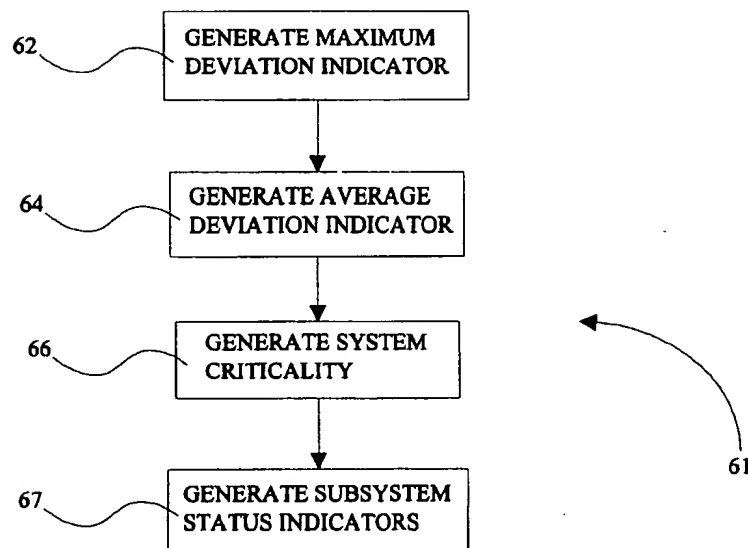 62
GENERATE MAXIMUM
DEVIATION INDICATOR
64
GENERATE AVERAGE
DEVIATION INDICATOR
66
GENERATE SYSTEM
CRITICALITY
61
67
GENERATE SUBSYSTEM
STATUS INDICATORS